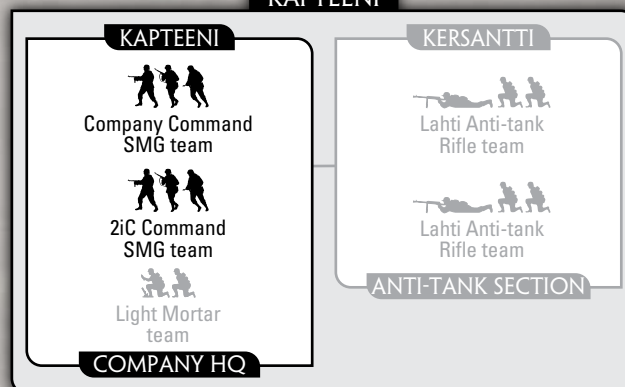 KAPTEENI
KAPTEENI
Company Command
SMG team
2iC Command
SMG team
Light Mortar
team
COMPANY HQ
KERSANTTI
Lahti Anti-tank
Rifle team
Lahti Anti-tank
Rifle team
ANTI-TANK SECTION